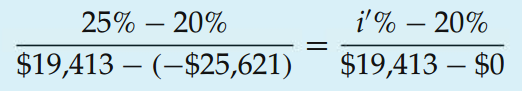 25% – 20%   i′% – 20%
=
$19,413 – (–$25,621)   $19,413 – $0